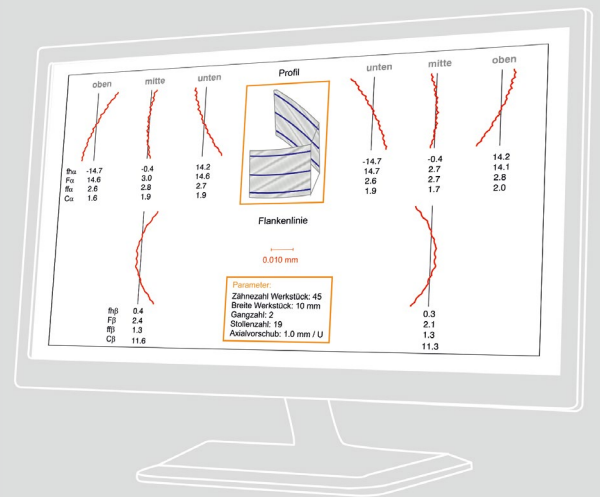 Profil
oben mitte unten
unten mitte oben
fhα -14.7 -0.4 14.2
Fα 14.6 3.0 14.6
ffα 2.6 2.8 2.7
Cα 1.6 1.9 1.9
-14.7 -0.4 14.2
14.7 2.7 14.1
2.6 2.7 2.8
1.9 1.7 2.0
Flankenlinie
0.010 mm
fhβ 0.4
Fβ 2.4
ffβ 1.3
Cβ 11.6
Parameter:
Zähnezahl Werkstück: 45
Breite Werkstück: 10 mm
Gangzahl: 2
Stollenzahl: 19
Axialvorschub: 1.0 mm / U
0.3
2.1
1.3
11.3